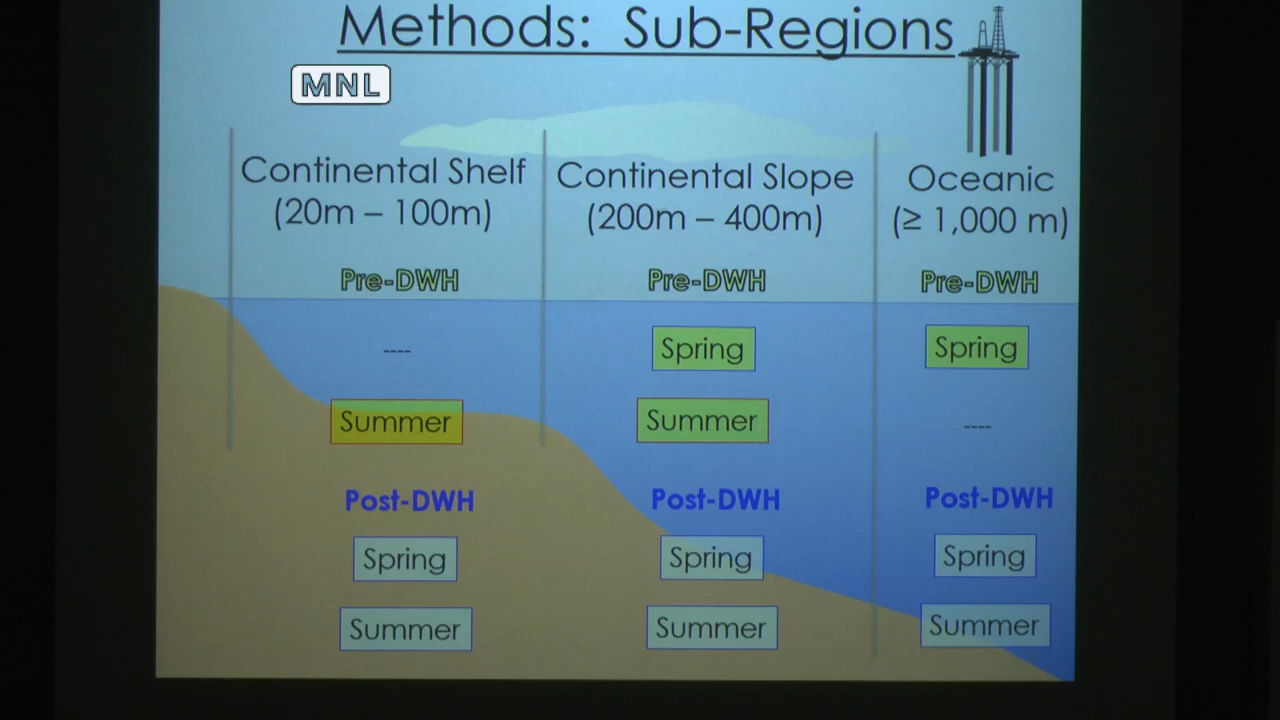 Methods: Sub-Regions
MNL
Continental Shelf
(20m – 100m)
Continental Slope
(200m – 400m)
Oceanic
(≥ 1,000 m)
Pre-DWH
Pre-DWH
Pre-DWH
----
Spring
Spring
Summer
Summer
----
Post-DWH
Post-DWH
Post-DWH
Spring
Spring
Spring
Summer
Summer
Summer